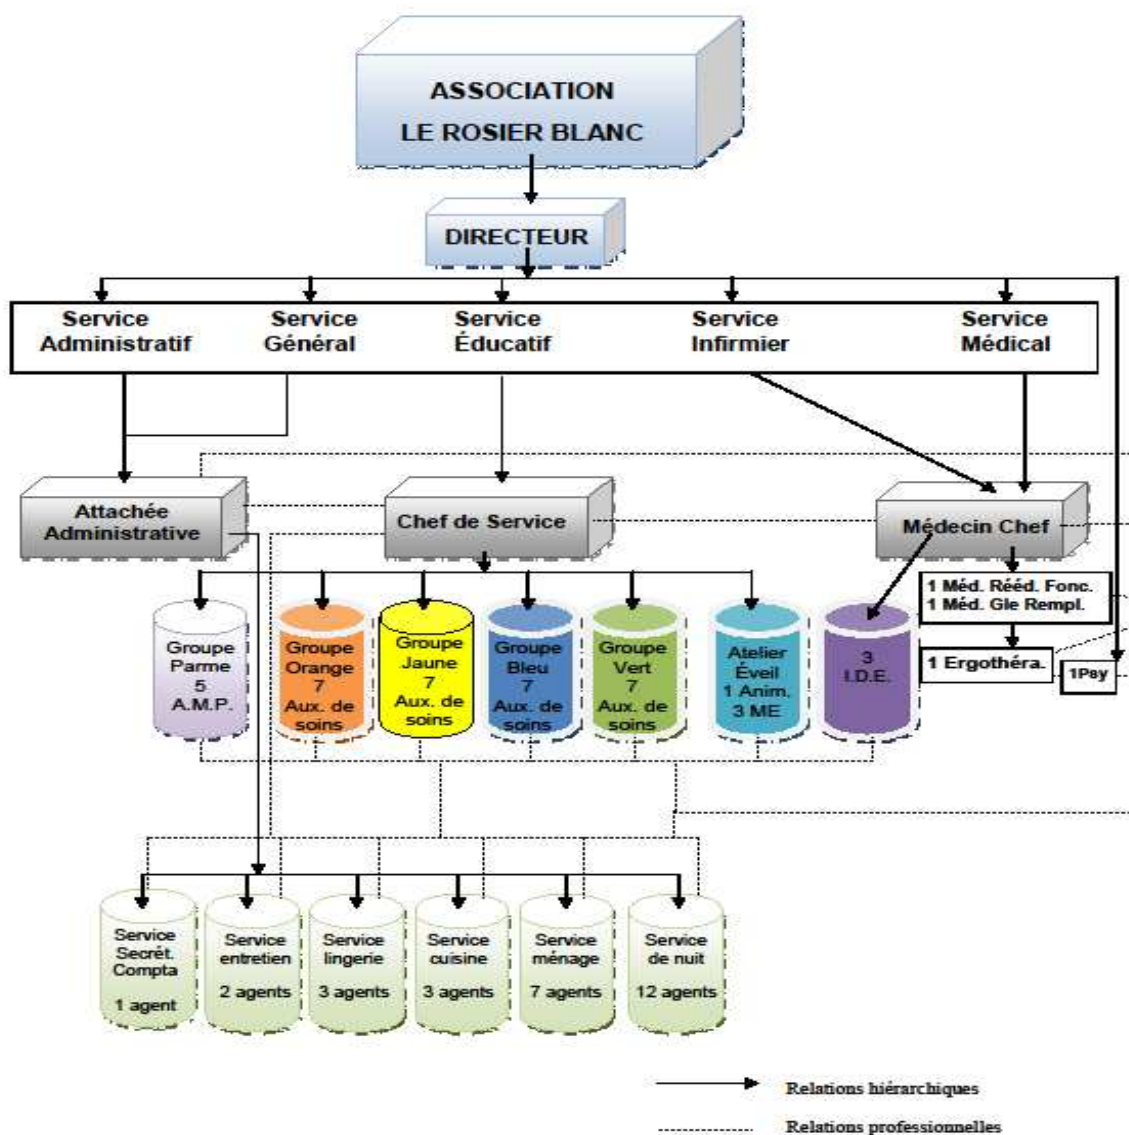 ASSOCIATION
LE ROSIER BLANC
DIRECTEUR
Service
Administratif
Service
Général
Service
Éducatif
Service
Infirmier
Service
Médical
Attachée
Administrative
Chef de Service
Médecin Chef
1 Méd. Rééd. Fonc.
1 Méd. Gle Rempl.
1 Ergothéra.
1Psy
Groupe
Parme
5
A.M.P.
Groupe
Orange
7
Aux. de
soins
Groupe
Jaune
7
Aux. de
soins
Groupe
Bleu
7
Aux. de
soins
Groupe
Vert
7
Aux. de
soins
Atelier
Éveil
1 Anim.
3 ME
3
I.D.E.
Service
Secrét.
Compta
1 agent
Service
entretien
2 agents
Service
lingerie
3 agents
Service
cuisine
3 agents
Service
ménage
7 agents
Service
de nuit
12 agents
Relations hiérarchiques
Relations professionnelles